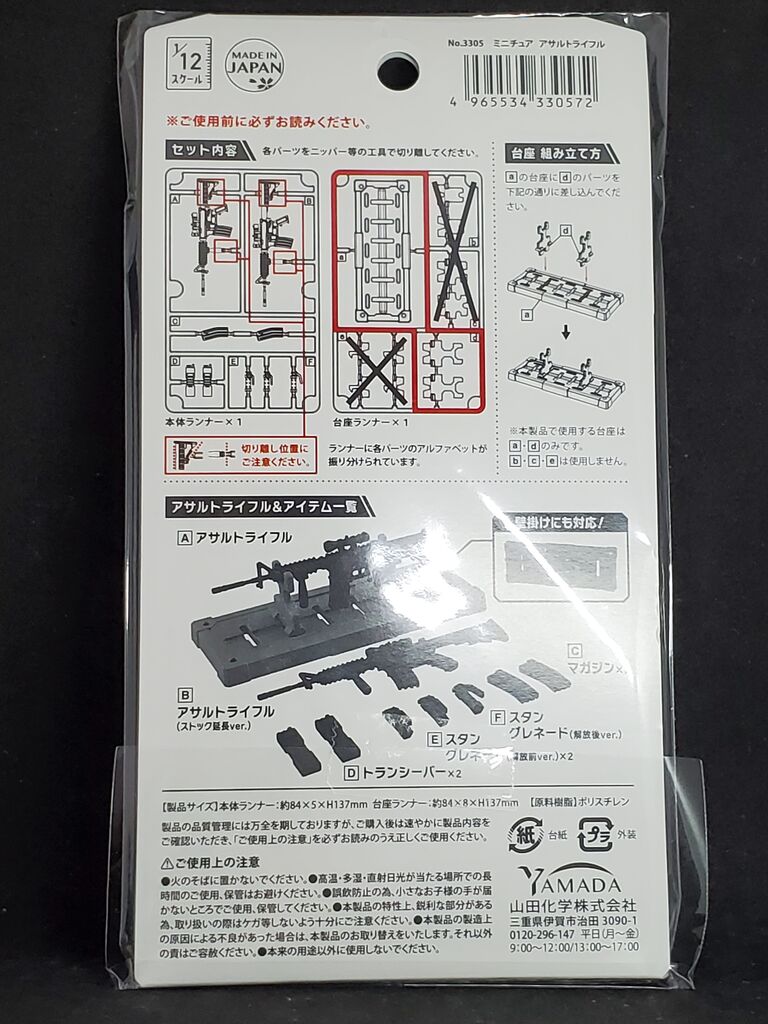 1/12
スケール
MADE IN
JAPAN
No.3305 ミニチュア アサルトライフル
4 965534 330572
※ご使用前に必ずお読みください。
セット内容
各パーツをニッパー等の工具で切り離してください。
A
B
C
D
E
F
a
b
e
d
本体ランナー×1
台座ランナー×1
切り離し位置に
ご注意ください。
ランナーに各パーツのアルファベットが
振り分けられています。
台座 組み立て方
aの台座にdのパーツを
下記の通りに差し込んでくだ
さい。
d
a
※本製品で使用する台座は
a・dのみです。
b・c・eは使用しません。
アサルトライフル&アイテム一覧
A アサルトライフル
壁掛けにも対応!
B
アサルトライフル
(ストック延長ver.)
C
マガジン×
F スタン
グレネード(解放後ver.)
E スタン
グレネード(解放前ver.)×2
D トランシーバー×2
【製品サイズ】本体ランナー:約84×5×H137mm 台座ランナー:約84×8×H137mm 【原料樹脂】ポリスチレン
製品の品質管理には万全を期しておりますが、ご購入後は速やかに製品内容を
ご確認いただき、「ご使用上の注意」を必ずお読みのうえ正しくご使用ください。
紙 台紙 プラ 外装
⚠ご使用上の注意
●火のそばに置かないでください。●高温・多湿・直射日光が当たる場所での長
時間のご使用、保管はお避けください。●誤飲防止の為、小さなお子様の手が届
かないところでご使用、保管してください。●本製品の特性上、鋭利な部分がある
為、取り扱いの際はケガ等しないよう十分にご注意ください。●本製品の製造上
の原因による不良があった場合は、本製品のお取り替えをいたします。それ以外
の責はご容赦ください。●本来の用途以外に使用しないでください。
YAMADA
山田化学株式会社
三重県伊賀市治田 3090-1
0120-296-147 平日(月〜金)
9:00〜12:00/13:00〜17:00